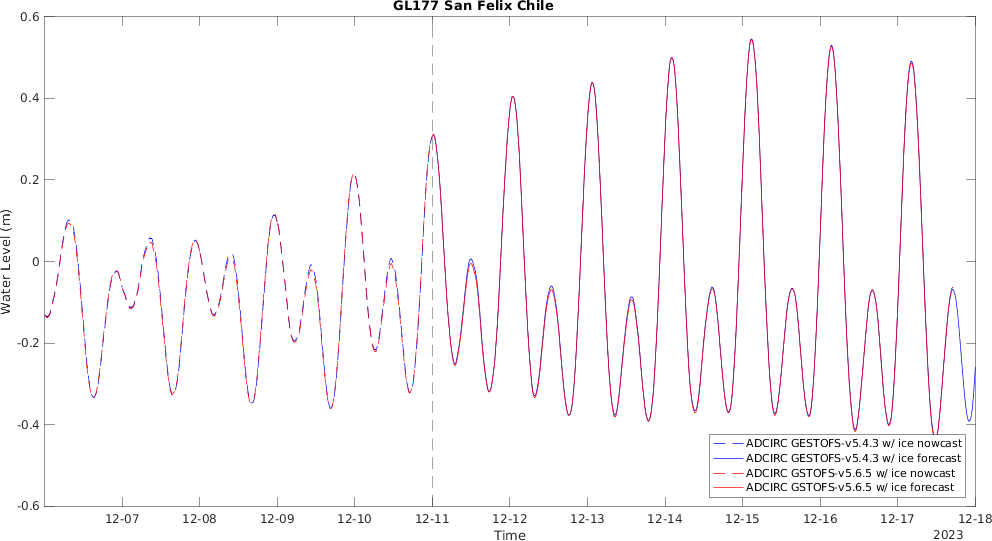 GL177 San Felix Chile
0.6
0.4
0.2
0
-0.2
-0.4
-0.6
Water Level (m)
ADCIRC GESTOFS-v5.4.3 w/ ice nowcast
ADCIRC GESTOFS-v5.4.3 w/ ice forecast
ADCIRC GSTOFS-v5.6.5 w/ ice nowcast
ADCIRC GSTOFS-v5.6.5 w/ ice forecast
12-07 12-08 12-09 12-10 12-11 12-12 12-13 12-14 12-15 12-16 12-17 12-18
Time
2023